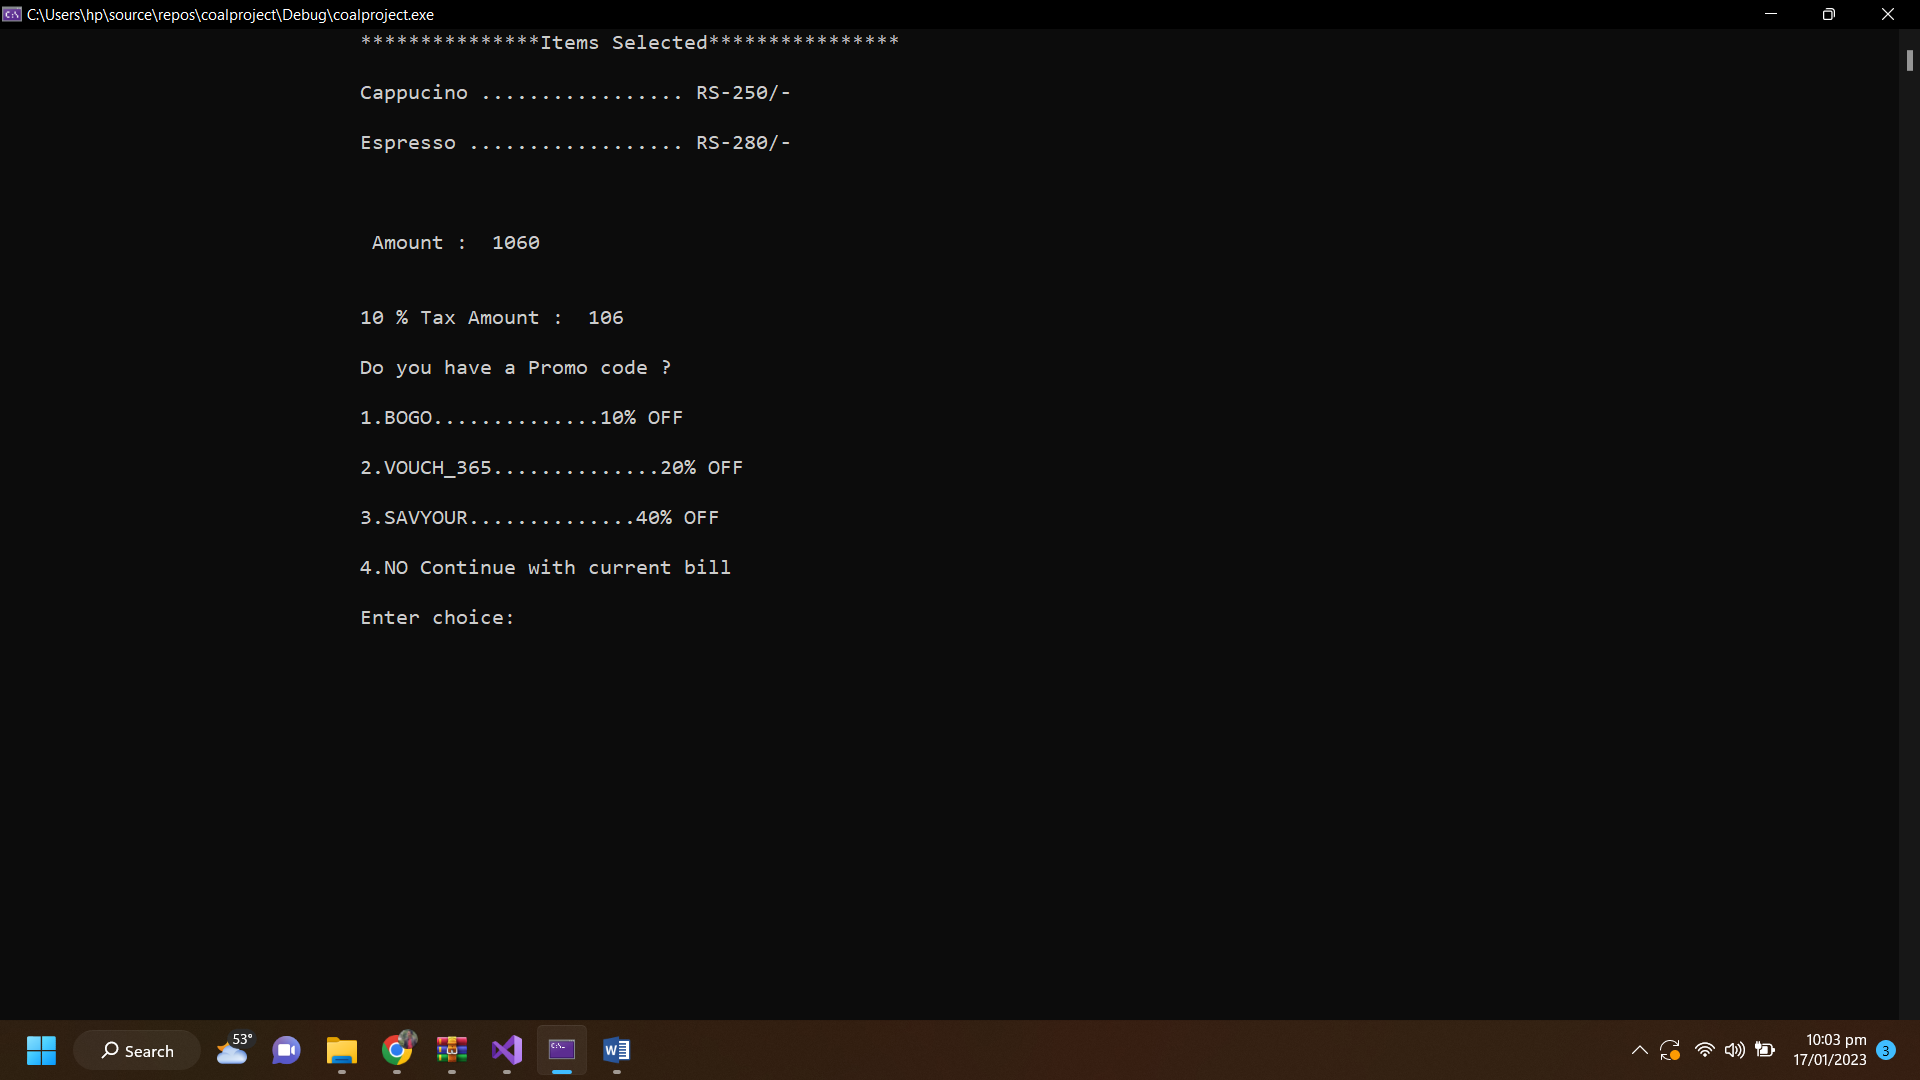 C:\Users\hp\source\repos\coalproject\Debug\coalproject.exe
***************Items Selected****************
Cappucino ................. RS-250/-
Espresso .................. RS-280/-
Amount :  1060
10 % Tax Amount :  106
Do you have a Promo code ?
1.BOGO..............10% OFF
2.VOUCH_365..............20% OFF
3.SAVYOUR..............40% OFF
4.NO Continue with current bill
Enter choice:
Search
53°
10:03 pm
17/01/2023
3